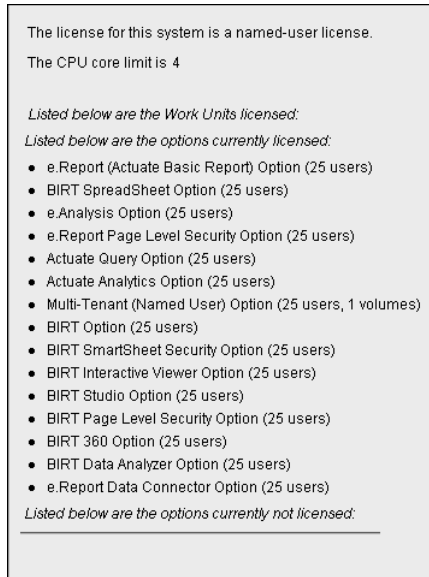 The license for this system is a named-user license.
The CPU core limit is 4
Listed below are the Work Units licensed:
Listed below are the options currently licensed:
• e.Report (Actuate Basic Report) Option (25 users)
• BIRT SpreadSheet Option (25 users)
• e.Analysis Option (25 users)
• e.Report Page Level Security Option (25 users)
• Actuate Query Option (25 users)
• Actuate Analytics Option (25 users)
• Multi-Tenant (Named User) Option (25 users, 1 volumes)
• BIRT Option (25 users)
• BIRT SmartSheet Security Option (25 users)
• BIRT Interactive Viewer Option (25 users)
• BIRT Studio Option (25 users)
• BIRT Page Level Security Option (25 users)
• BIRT 360 Option (25 users)
• BIRT Data Analyzer Option (25 users)
• e.Report Data Connector Option (25 users)
Listed below are the options currently not licensed: